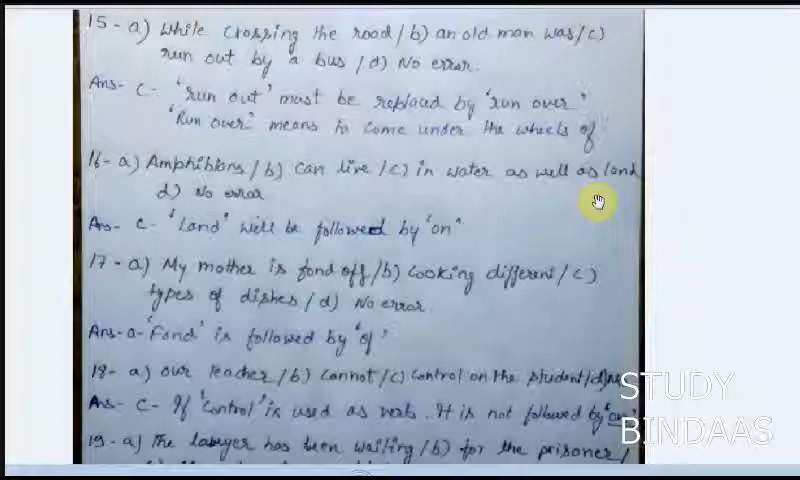 15 - a) While crossing the road / b) an old man was / c)
run out by a bus / d) No error.
Ans- c - 'run out' must be replaced by 'run over'
'Run over' means to come under the wheels of
16 - a) Amphibians / b) can live / c) in water as well as land
d) No error
Ans- c- 'Land' will be followed by 'on'
17 - a) My mother is fond off / b) cooking different / c)
types of dishes / d) No error
Ans-a-'Fond' is followed by 'of'
18 - a) Our teacher / b) cannot / c) control on the student / d)
Ans- c- If 'control' is used as verb. It is not followed by 'on'
19 - a) The lawyer has been waiting / b) for the prisoner /
STUDY
BINDAAS